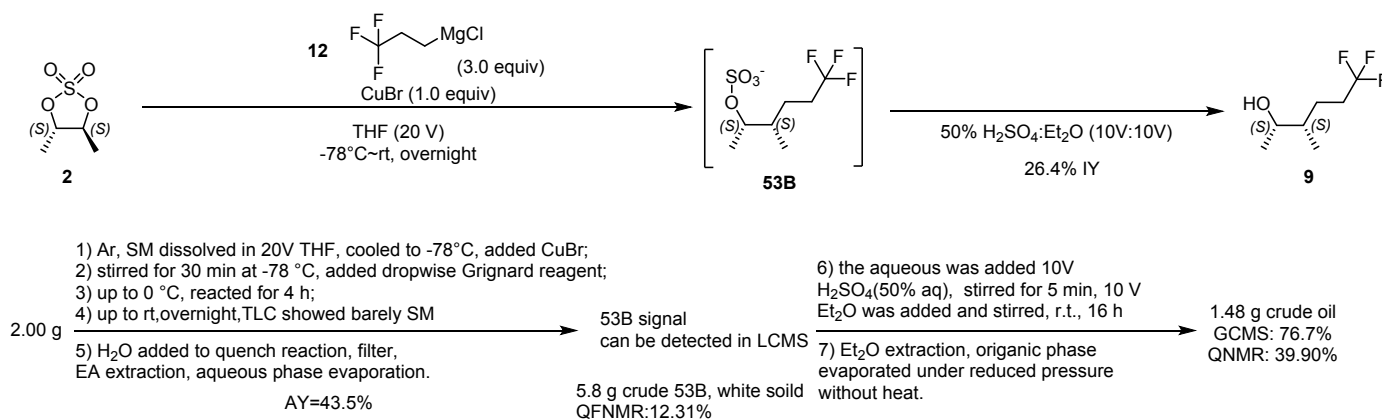 12
F
F
F
MgCl
(3.0 equiv)
CuBr (1.0 equiv)
THF (20 V)
-78°C~rt, overnight
O
O
S
O
O
(S)
(S)
2
SO3-
O
(S)
(S)
F
F
F
53B
50% H2SO4:Et2O (10V:10V)
26.4% IY
HO
(S)
(S)
F
F
F
9
2.00 g
1) Ar, SM dissolved in 20V THF, cooled to -78°C, added CuBr;
2) stirred for 30 min at -78 °C, added dropwise Grignard reagent;
3) up to 0 °C, reacted for 4 h;
4) up to rt,overnight,TLC showed barely SM
5) H2O added to quench reaction, filter,
EA extraction, aqueous phase evaporation.
AY=43.5%
53B signal
can be detected in LCMS
5.8 g crude 53B, white soild
QFNMR:12.31%
6) the aqueous was added 10V
H2SO4(50% aq), stirred for 5 min, 10 V
Et2O was added and stirred, r.t., 16 h
7) Et2O extraction, origanic phase
evaporated under reduced pressure
without heat.
1.48 g crude oil
GCMS: 76.7%
QNMR: 39.90%